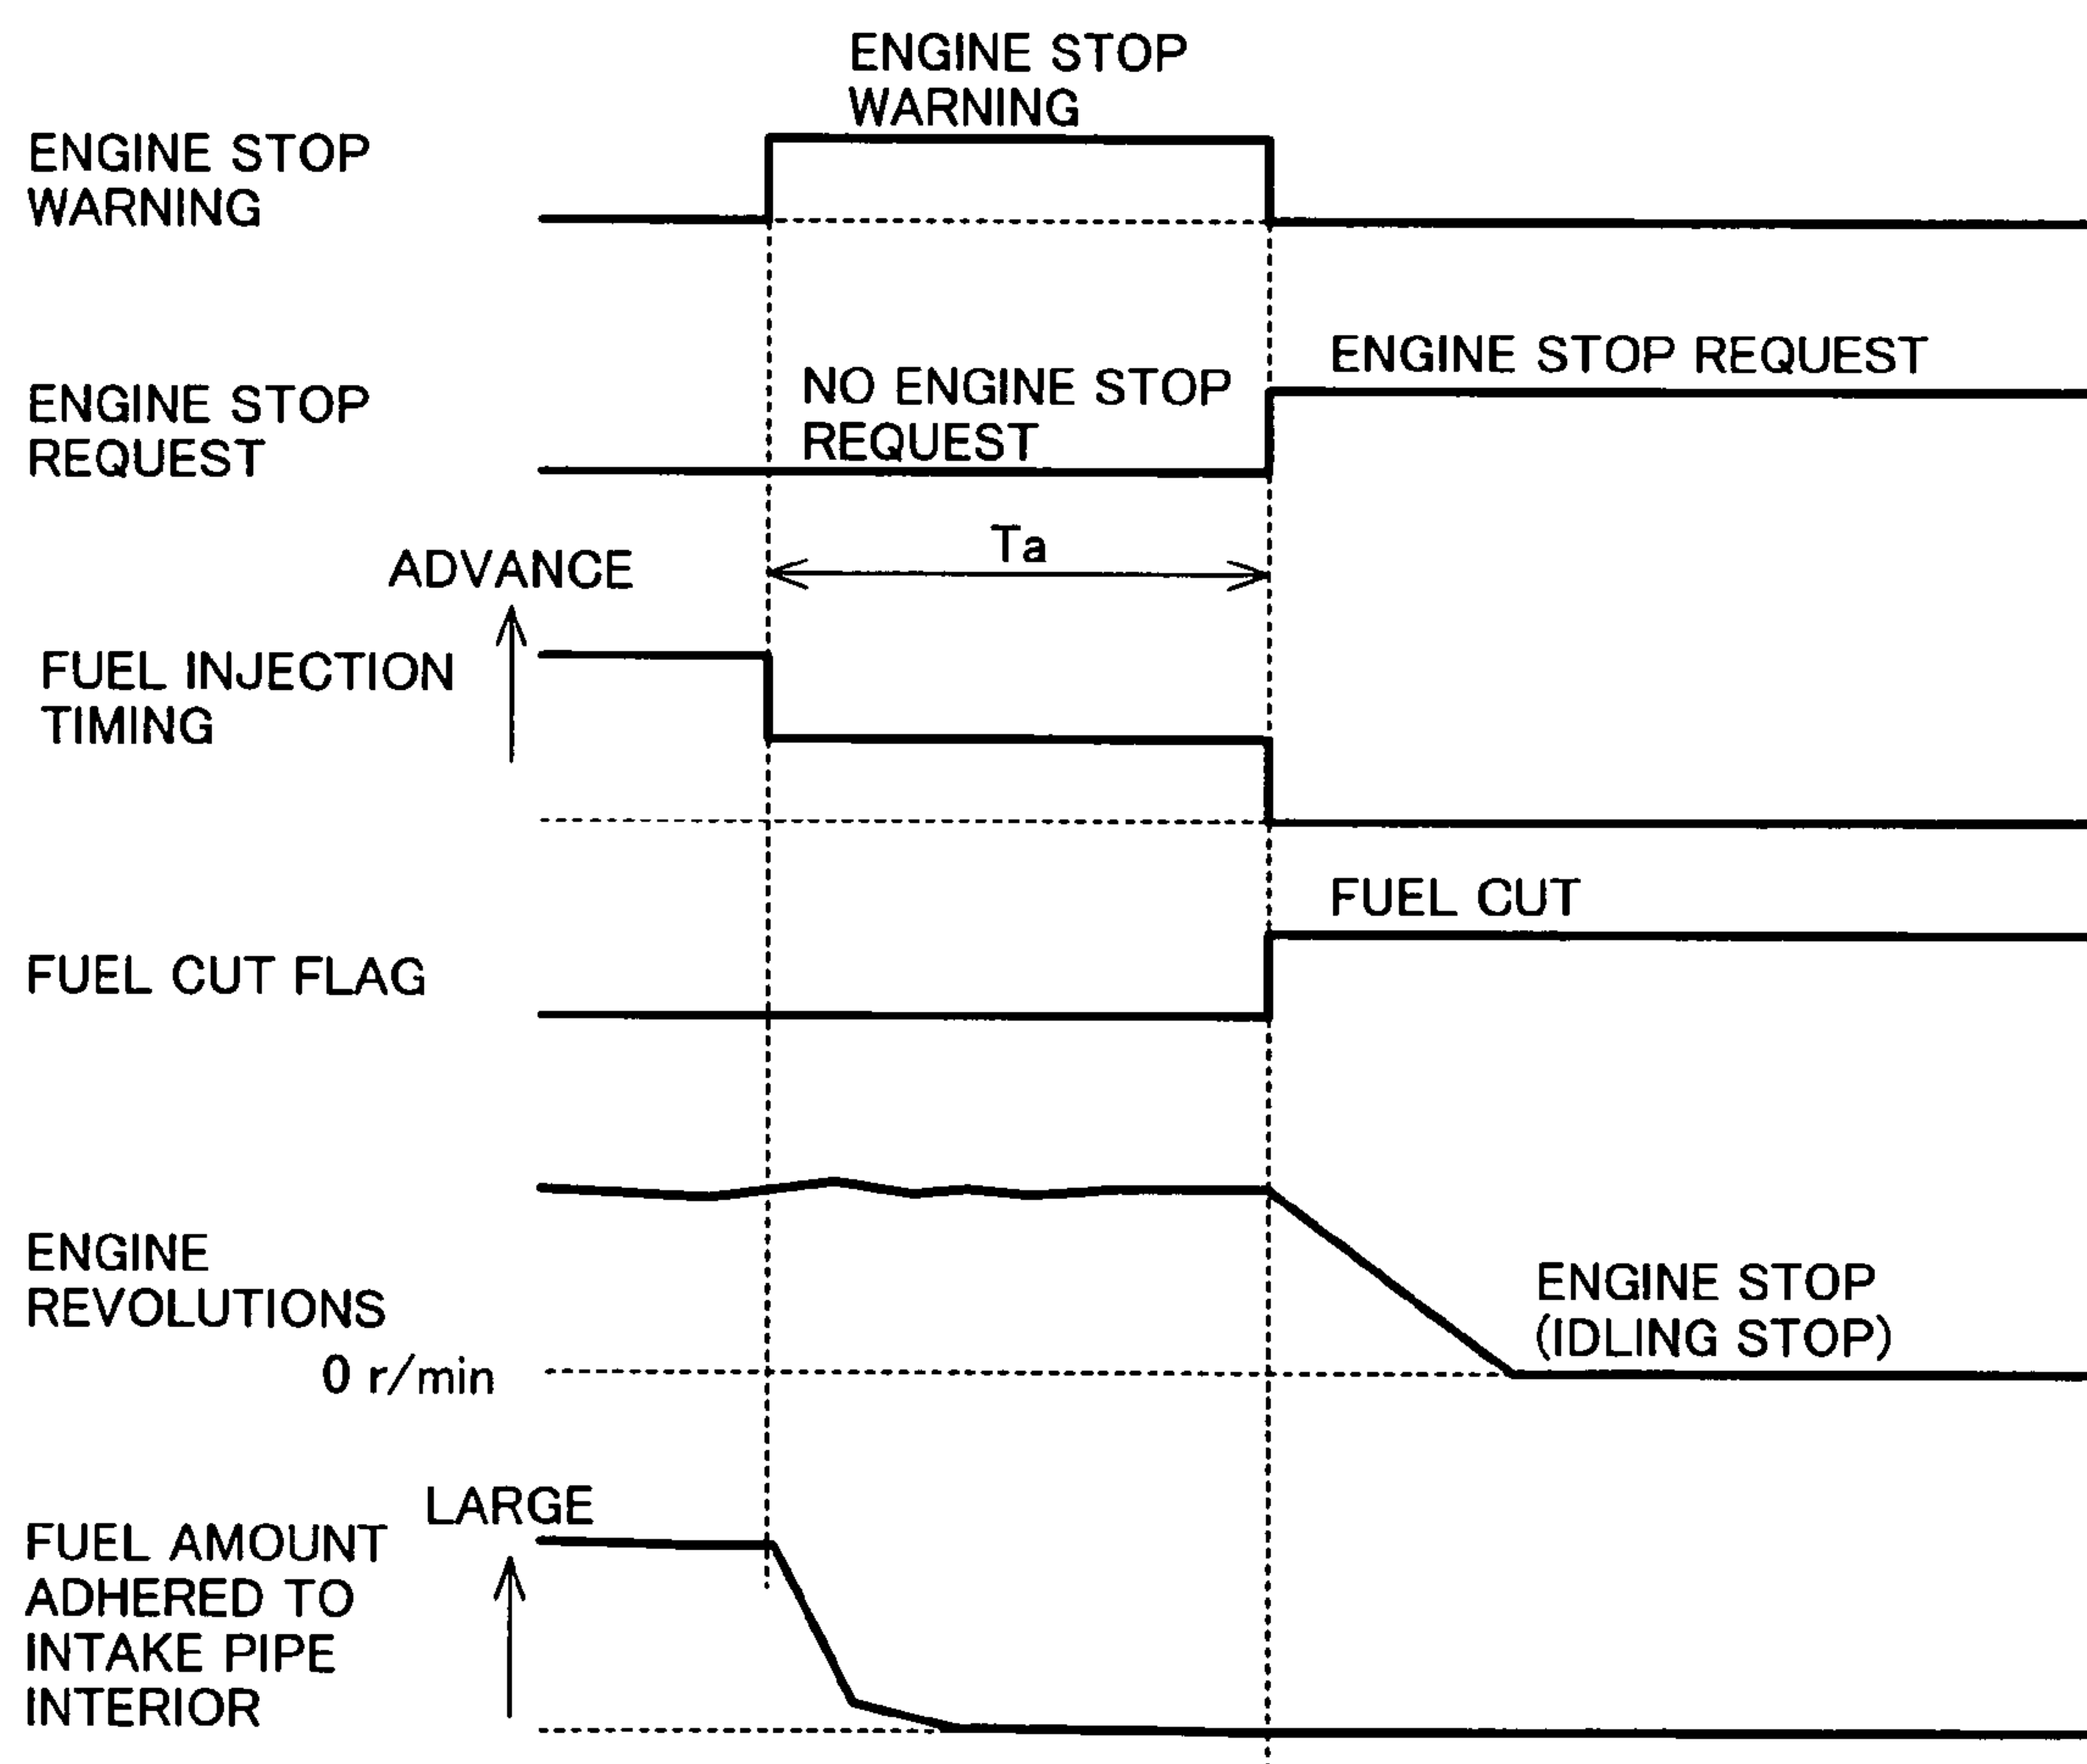 ENGINE STOP
WARNING
ENGINE STOP
WARNING
ENGINE STOP REQUEST
NO ENGINE STOP
REQUEST
ENGINE STOP
REQUEST
Ta
ADVANCE
FUEL INJECTION
TIMING
FUEL CUT
FUEL CUT FLAG
ENGINE
REVOLUTIONS
0 r/min
ENGINE STOP
(IDLING STOP)
LARGE
FUEL AMOUNT
ADHERED TO
INTAKE PIPE
INTERIOR